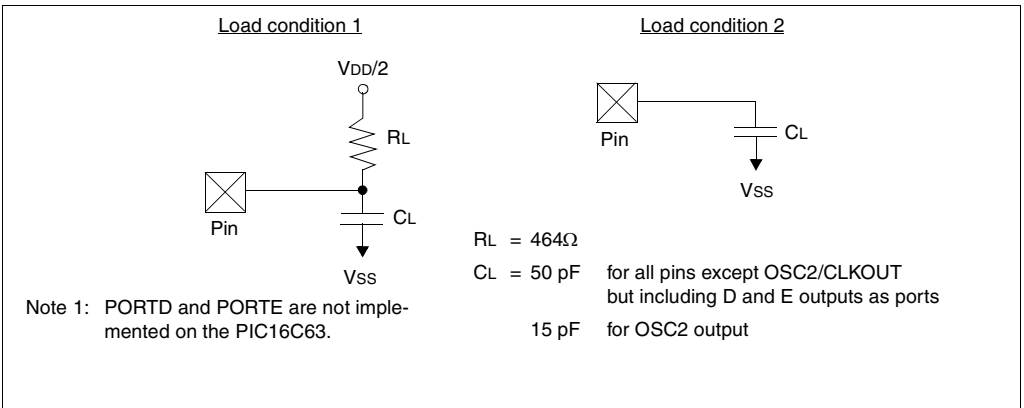 Load condition 1
VDD/2
RL
Pin
CL
VSS
Load condition 2
Pin
CL
VSS
RL = 464Ω
CL = 50 pF for all pins except OSC2/CLKOUT
but including D and E outputs as ports
15 pF for OSC2 output
Note 1: PORTD and PORTE are not imple-
mented on the PIC16C63.